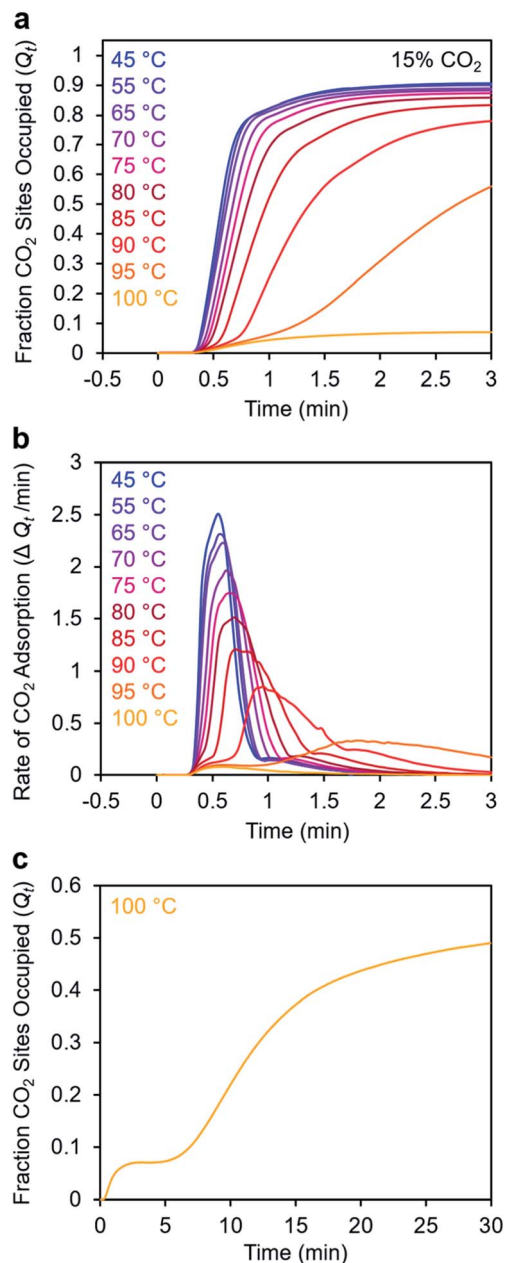 a
Fraction CO2 Sites Occupied (Qt)
1
0.9
0.8
0.7
0.6
0.5
0.4
0.3
0.2
0.1
0
45 °C
55 °C
65 °C
70 °C
75 °C
80 °C
85 °C
90 °C
95 °C
100 °C
15% CO2
-0.5
0
0.5
1
1.5
2
2.5
3
Time (min)
b
Rate of CO2 Adsorption (Δ Qt /min)
3
2.5
2
1.5
1
0.5
0
45 °C
55 °C
65 °C
70 °C
75 °C
80 °C
85 °C
90 °C
95 °C
100 °C
-0.5
0
0.5
1
1.5
2
2.5
3
Time (min)
c
Fraction CO2 Sites Occupied (Qt)
0.6
0.5
0.4
0.3
0.2
0.1
0
100 °C
0
5
10
15
20
25
30
Time (min)